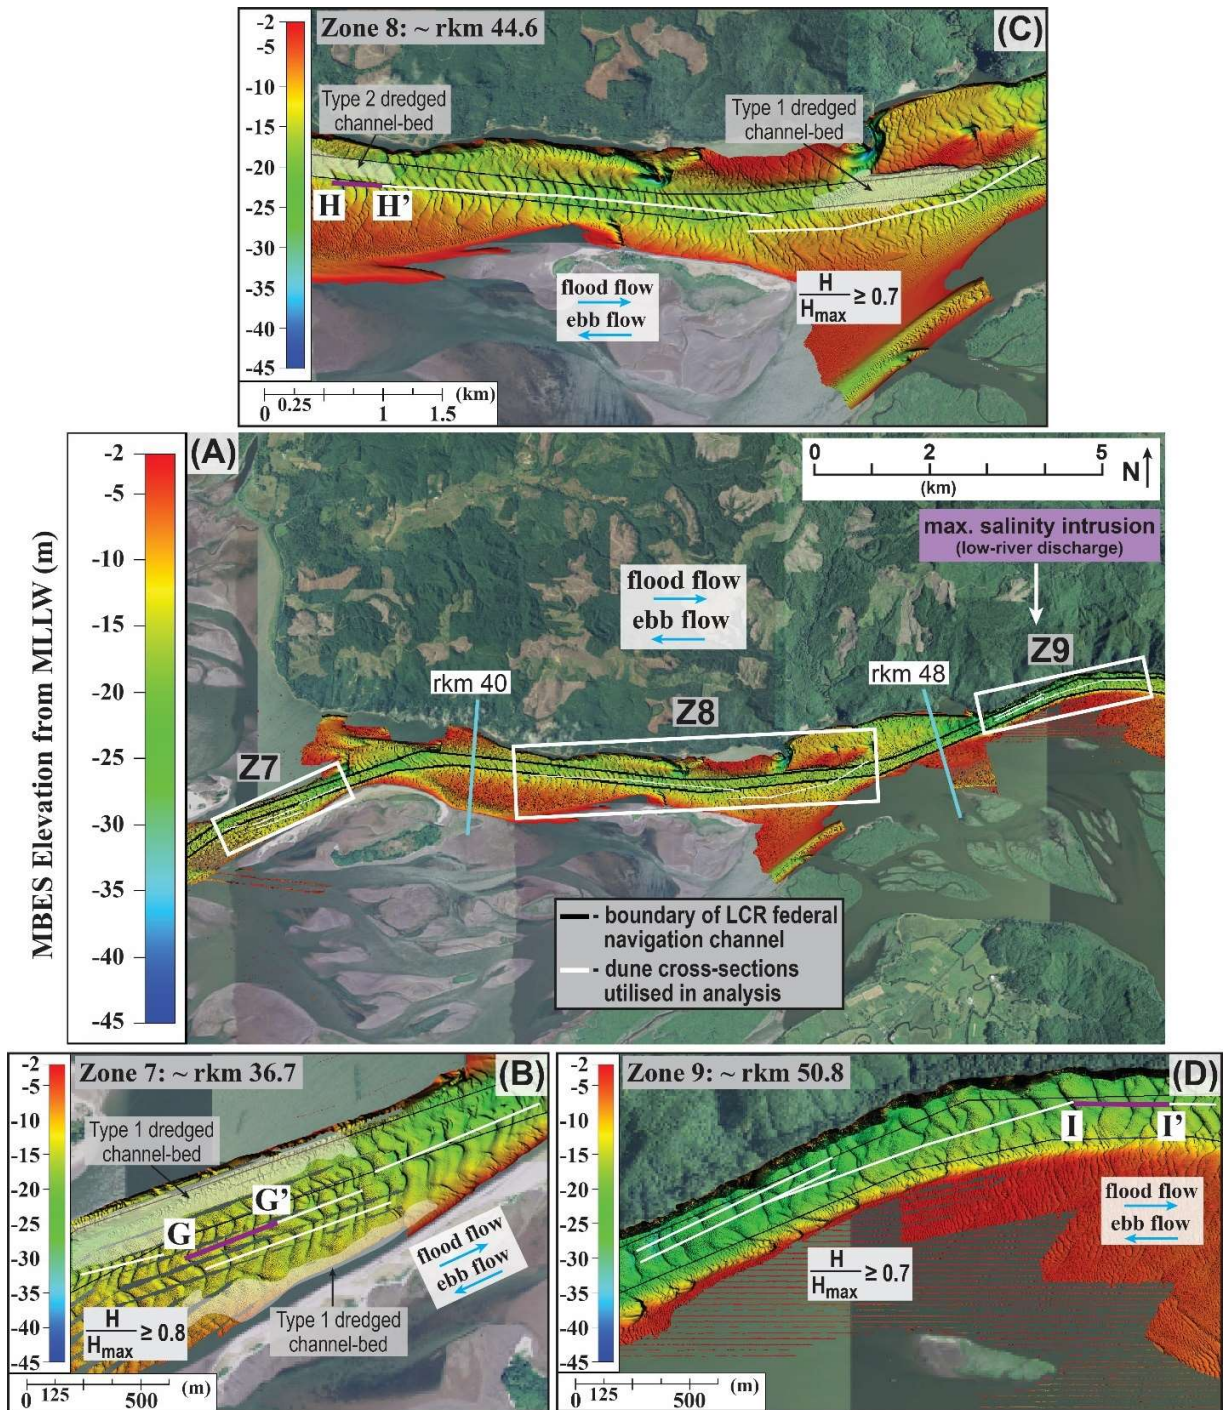 Zone 8: ~ rkm 44.6
(C)
-2
-5
-10
-15
-20
-25
-30
-35
-40
-45
Type 2 dredged
channel-bed
Type 1 dredged
channel-bed
H
H'
flood flow
ebb flow
H
Hmax
≥ 0.7
(km)
0
0.25
1
1.5
MBES Elevation from MLLW (m)
-2
-5
-10
-15
-20
-25
-30
-35
-40
-45
(A)
0
2
5
(km)
N
max. salinity intrusion
(low-river discharge)
flood flow
ebb flow
Z9
rkm 40
rkm 48
Z8
Z7
- boundary of LCR federal
navigation channel
- dune cross-sections
utilised in analysis
Zone 7: ~ rkm 36.7
(B)
-2
-5
-10
-15
-20
-25
-30
-35
-40
-45
Type 1 dredged
channel-bed
G'
G
flood flow
ebb flow
H
Hmax
≥ 0.8
Type 1 dredged
channel-bed
0
125
500
(m)
Zone 9: ~ rkm 50.8
(D)
-2
-5
-10
-15
-20
-25
-30
-35
-40
-45
I
I'
flood flow
ebb flow
H
Hmax
≥ 0.7
0
125
500
(m)